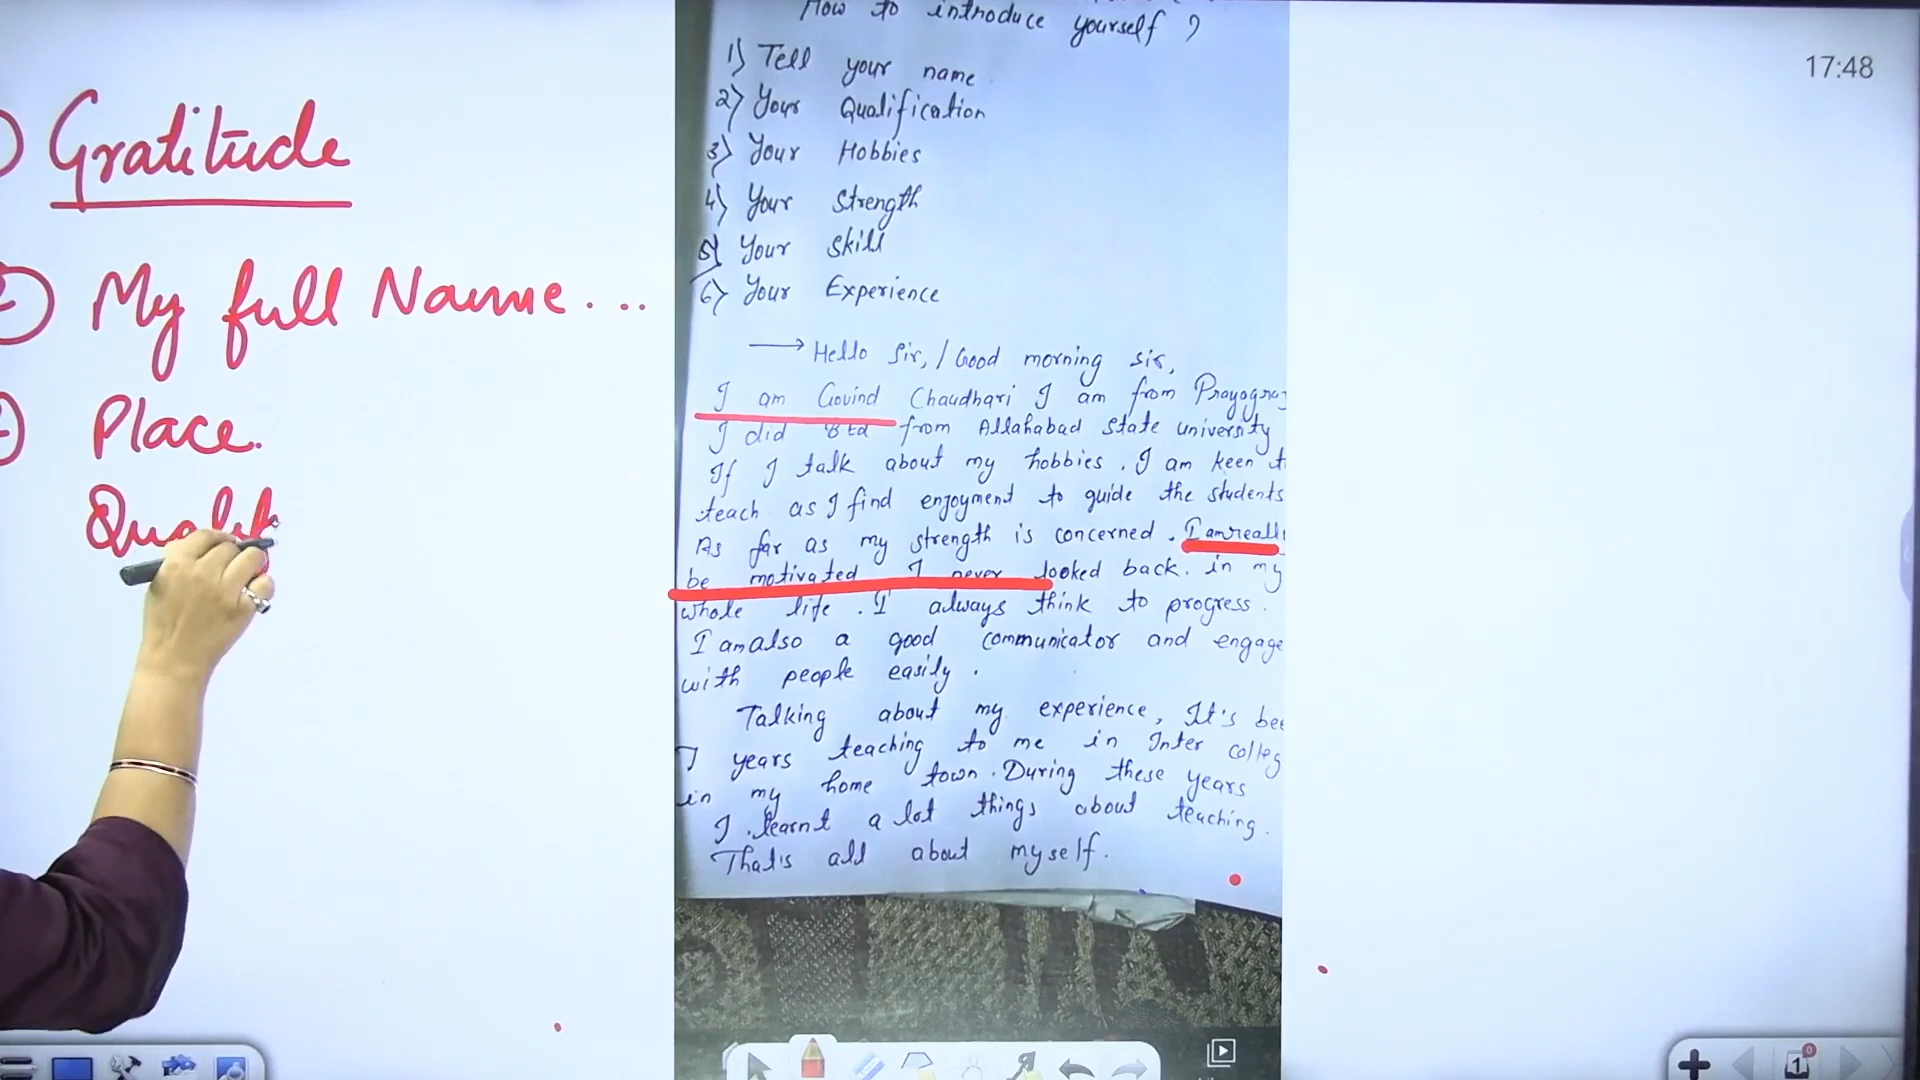 Gratitude
My full Name...
Place.
How to introduce yourself ?
1) Tell your name
2) Your Qualification
3) Your Hobbies
4) Your Strength
5) Your Skill
6) Your Experience
→ Hello Sir, / Good morning sir,
I am Govind Chaudhari I am from
I did from Allahabad State university
If I talk about my hobbies . I am keen
teach as I find enjoyment to guide the students
As far as my strength is concerned . I am
be motivated I never looked back . in my
whole life . I always think to progress .
I am also a good communicator and engage
with people easily .
Talking about my experience, It's
years teaching to me in Inter
in my home town . During these years
I learnt a lot things about teaching .
That's all about myself .
17:48
1
0